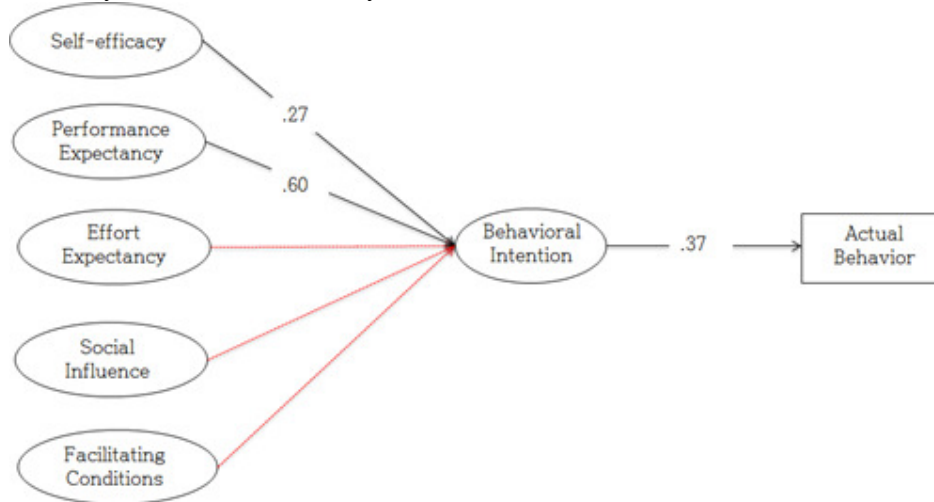 Self-efficacy
.27
Performance
Expectancy
.60
Effort
Expectancy
Behavioral
Intention
.37
Actual
Behavior
Social
Influence
Facilitating
Conditions